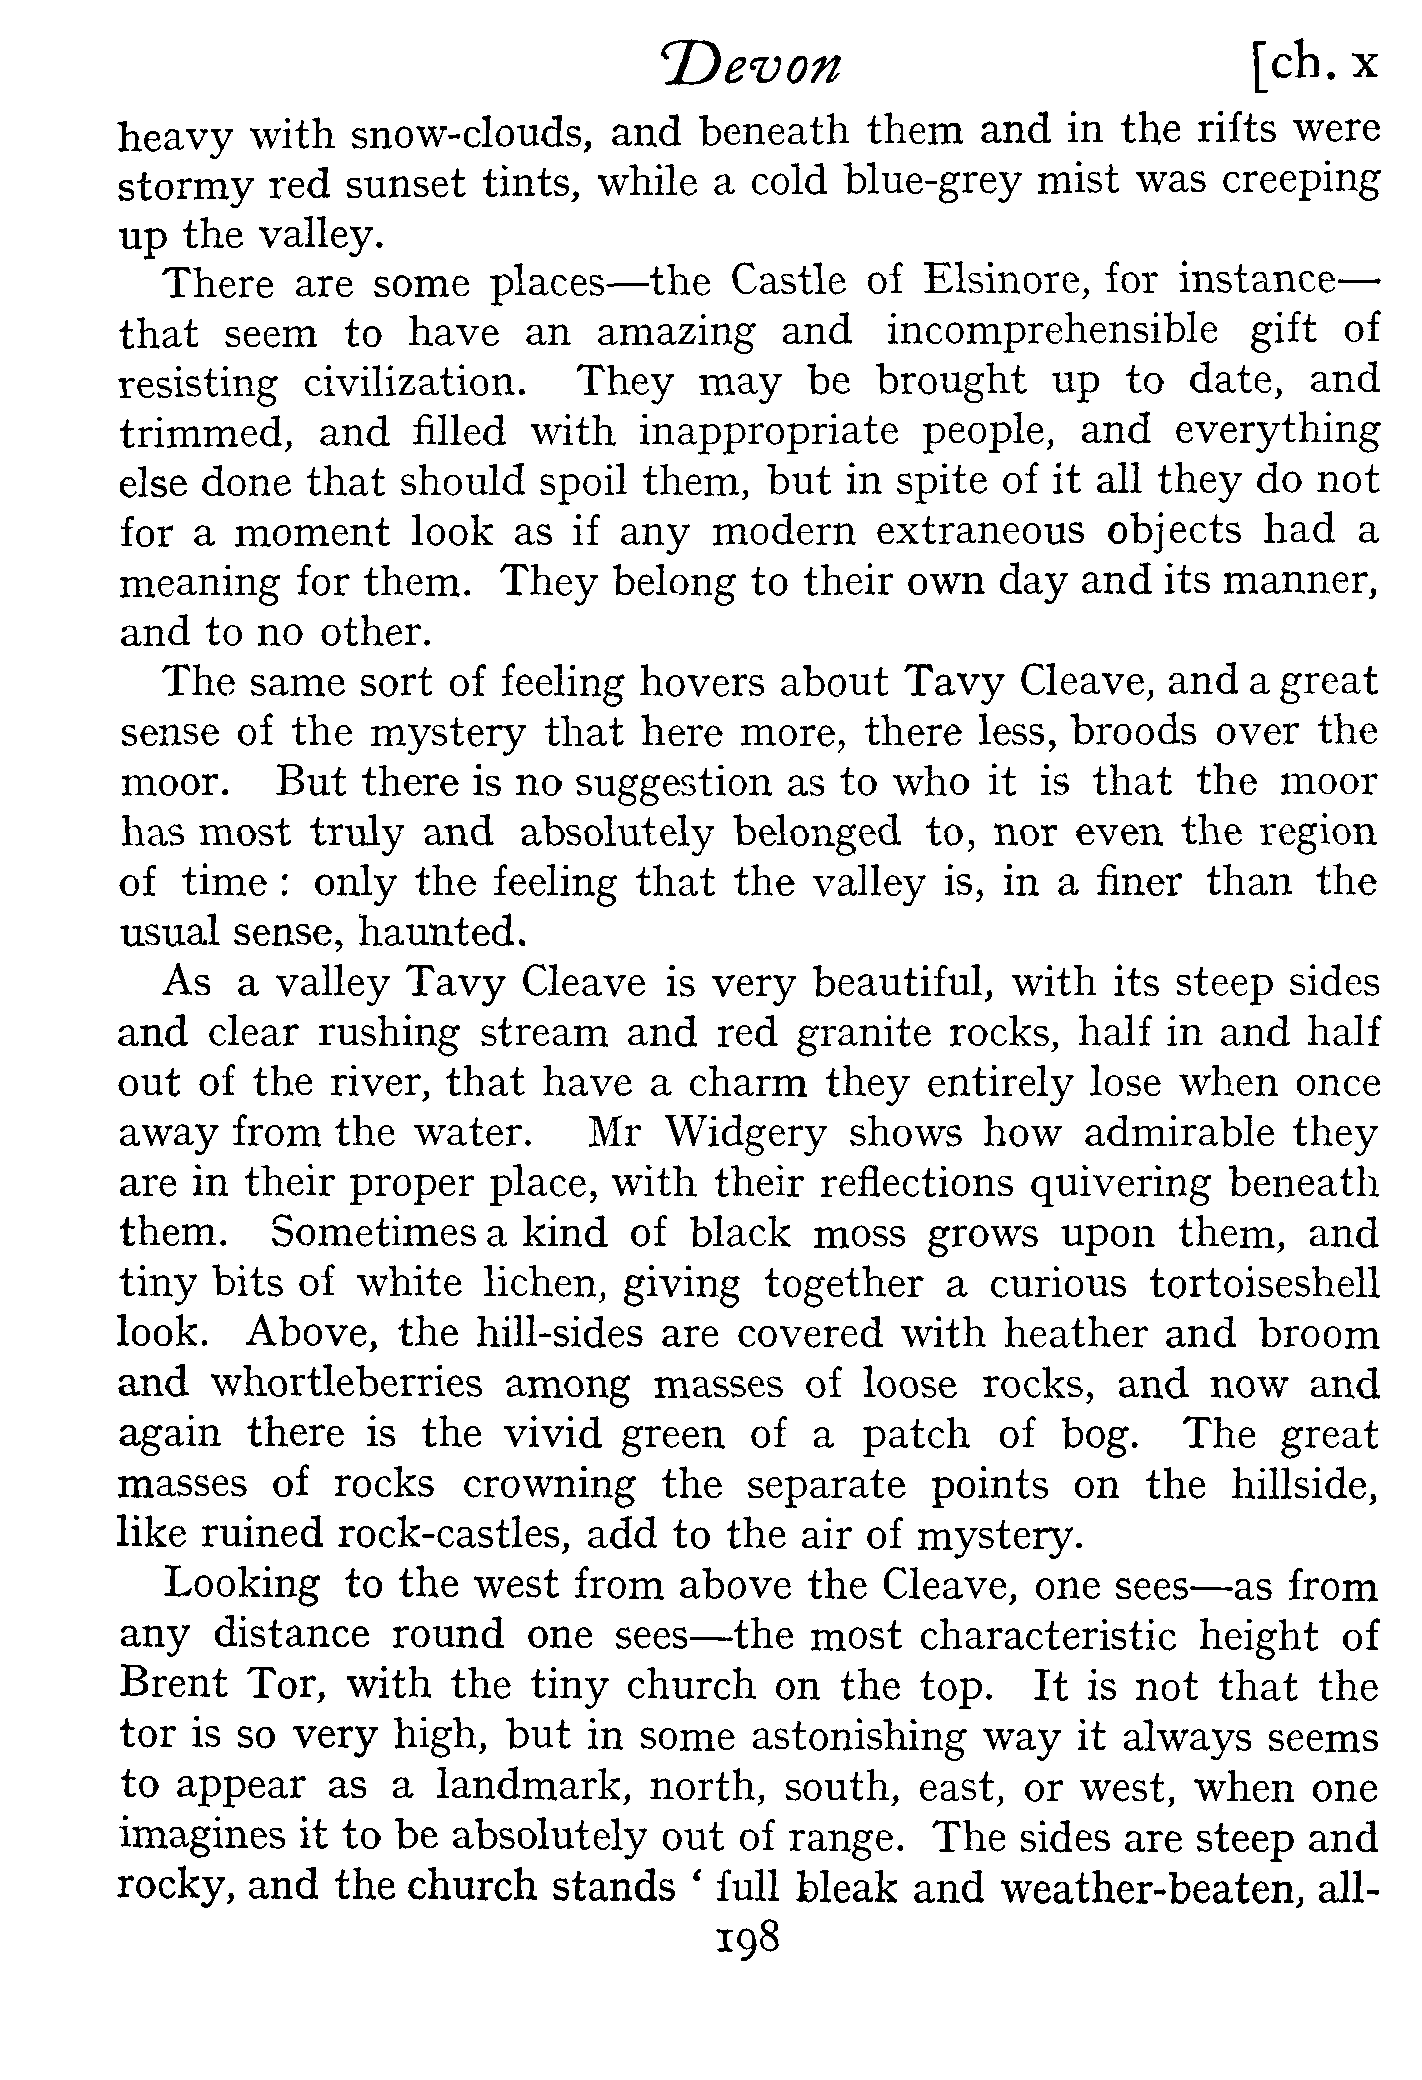 Devon [ch. x
heavy with snow-clouds, and beneath them and in the rifts were
stormy red sunset tints, while a cold blue-grey mist was creeping
up the valley.
There are some places—the Castle of Elsinore, for instance—
that seem to have an amazing and incomprehensible gift of
resisting civilization. They may be brought up to date, and
trimmed, and filled with inappropriate people, and everything
else done that should spoil them, but in spite of it all they do not
for a moment look as if any modern extraneous objects had a
meaning for them. They belong to their own day and its manner,
and to no other.
The same sort of feeling hovers about Tavy Cleave, and a great
sense of the mystery that here more, there less, broods over the
moor. But there is no suggestion as to who it is that the moor
has most truly and absolutely belonged to, nor even the region
of time : only the feeling that the valley is, in a finer than the
usual sense, haunted.
As a valley Tavy Cleave is very beautiful, with its steep sides
and clear rushing stream and red granite rocks, half in and half
out of the river, that have a charm they entirely lose when once
away from the water. Mr Widgery shows how admirable they
are in their proper place, with their reflections quivering beneath
them. Sometimes a kind of black moss grows upon them, and
tiny bits of white lichen, giving together a curious tortoiseshell
look. Above, the hill-sides are covered with heather and broom
and whortleberries among masses of loose rocks, and now and
again there is the vivid green of a patch of bog. The great
masses of rocks crowning the separate points on the hillside,
like ruined rock-castles, add to the air of mystery.
Looking to the west from above the Cleave, one sees—as from
any distance round one sees—the most characteristic height of
Brent Tor, with the tiny church on the top. It is not that the
tor is so very high, but in some astonishing way it always seems
to appear as a landmark, north, south, east, or west, when one
imagines it to be absolutely out of range. The sides are steep and
rocky, and the church stands ‘ full bleak and weather-beaten, all-
198